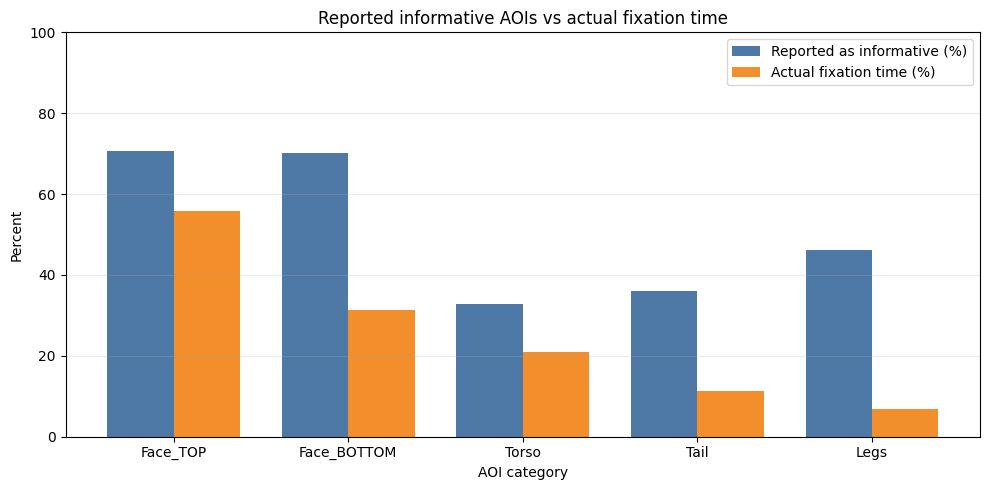 Reported informative AOIs vs actual fixation time
Reported as informative (%)
Actual fixation time (%)
100
80
60
40
20
0
Percent
Face_TOP
Face_BOTTOM
Torso
Tail
Legs
AOI category